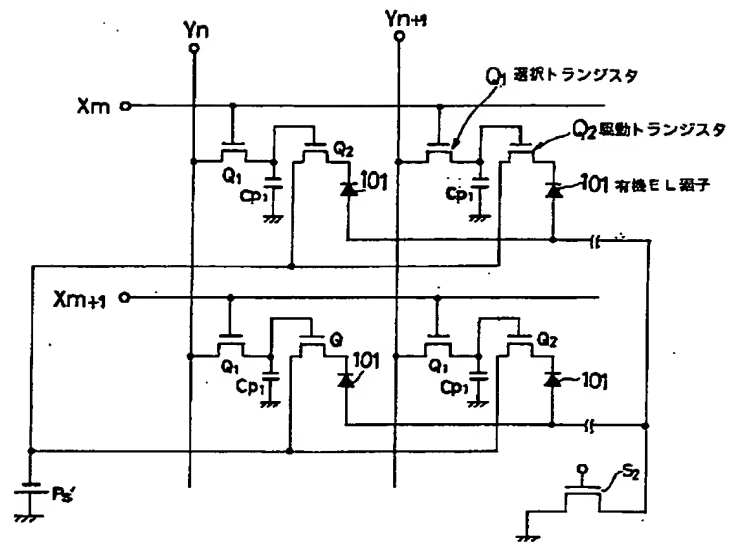 Yn
Yn+1
Q1 選択トランジスタ
Xm
Q2 駆動トランジスタ
Q1
Q2
Cp1
101
Cp1
101 有機EL素子
Xm+1
Q1
Q
Cp1
101
Q1
Q2
Cp1
101
Ps'
S2